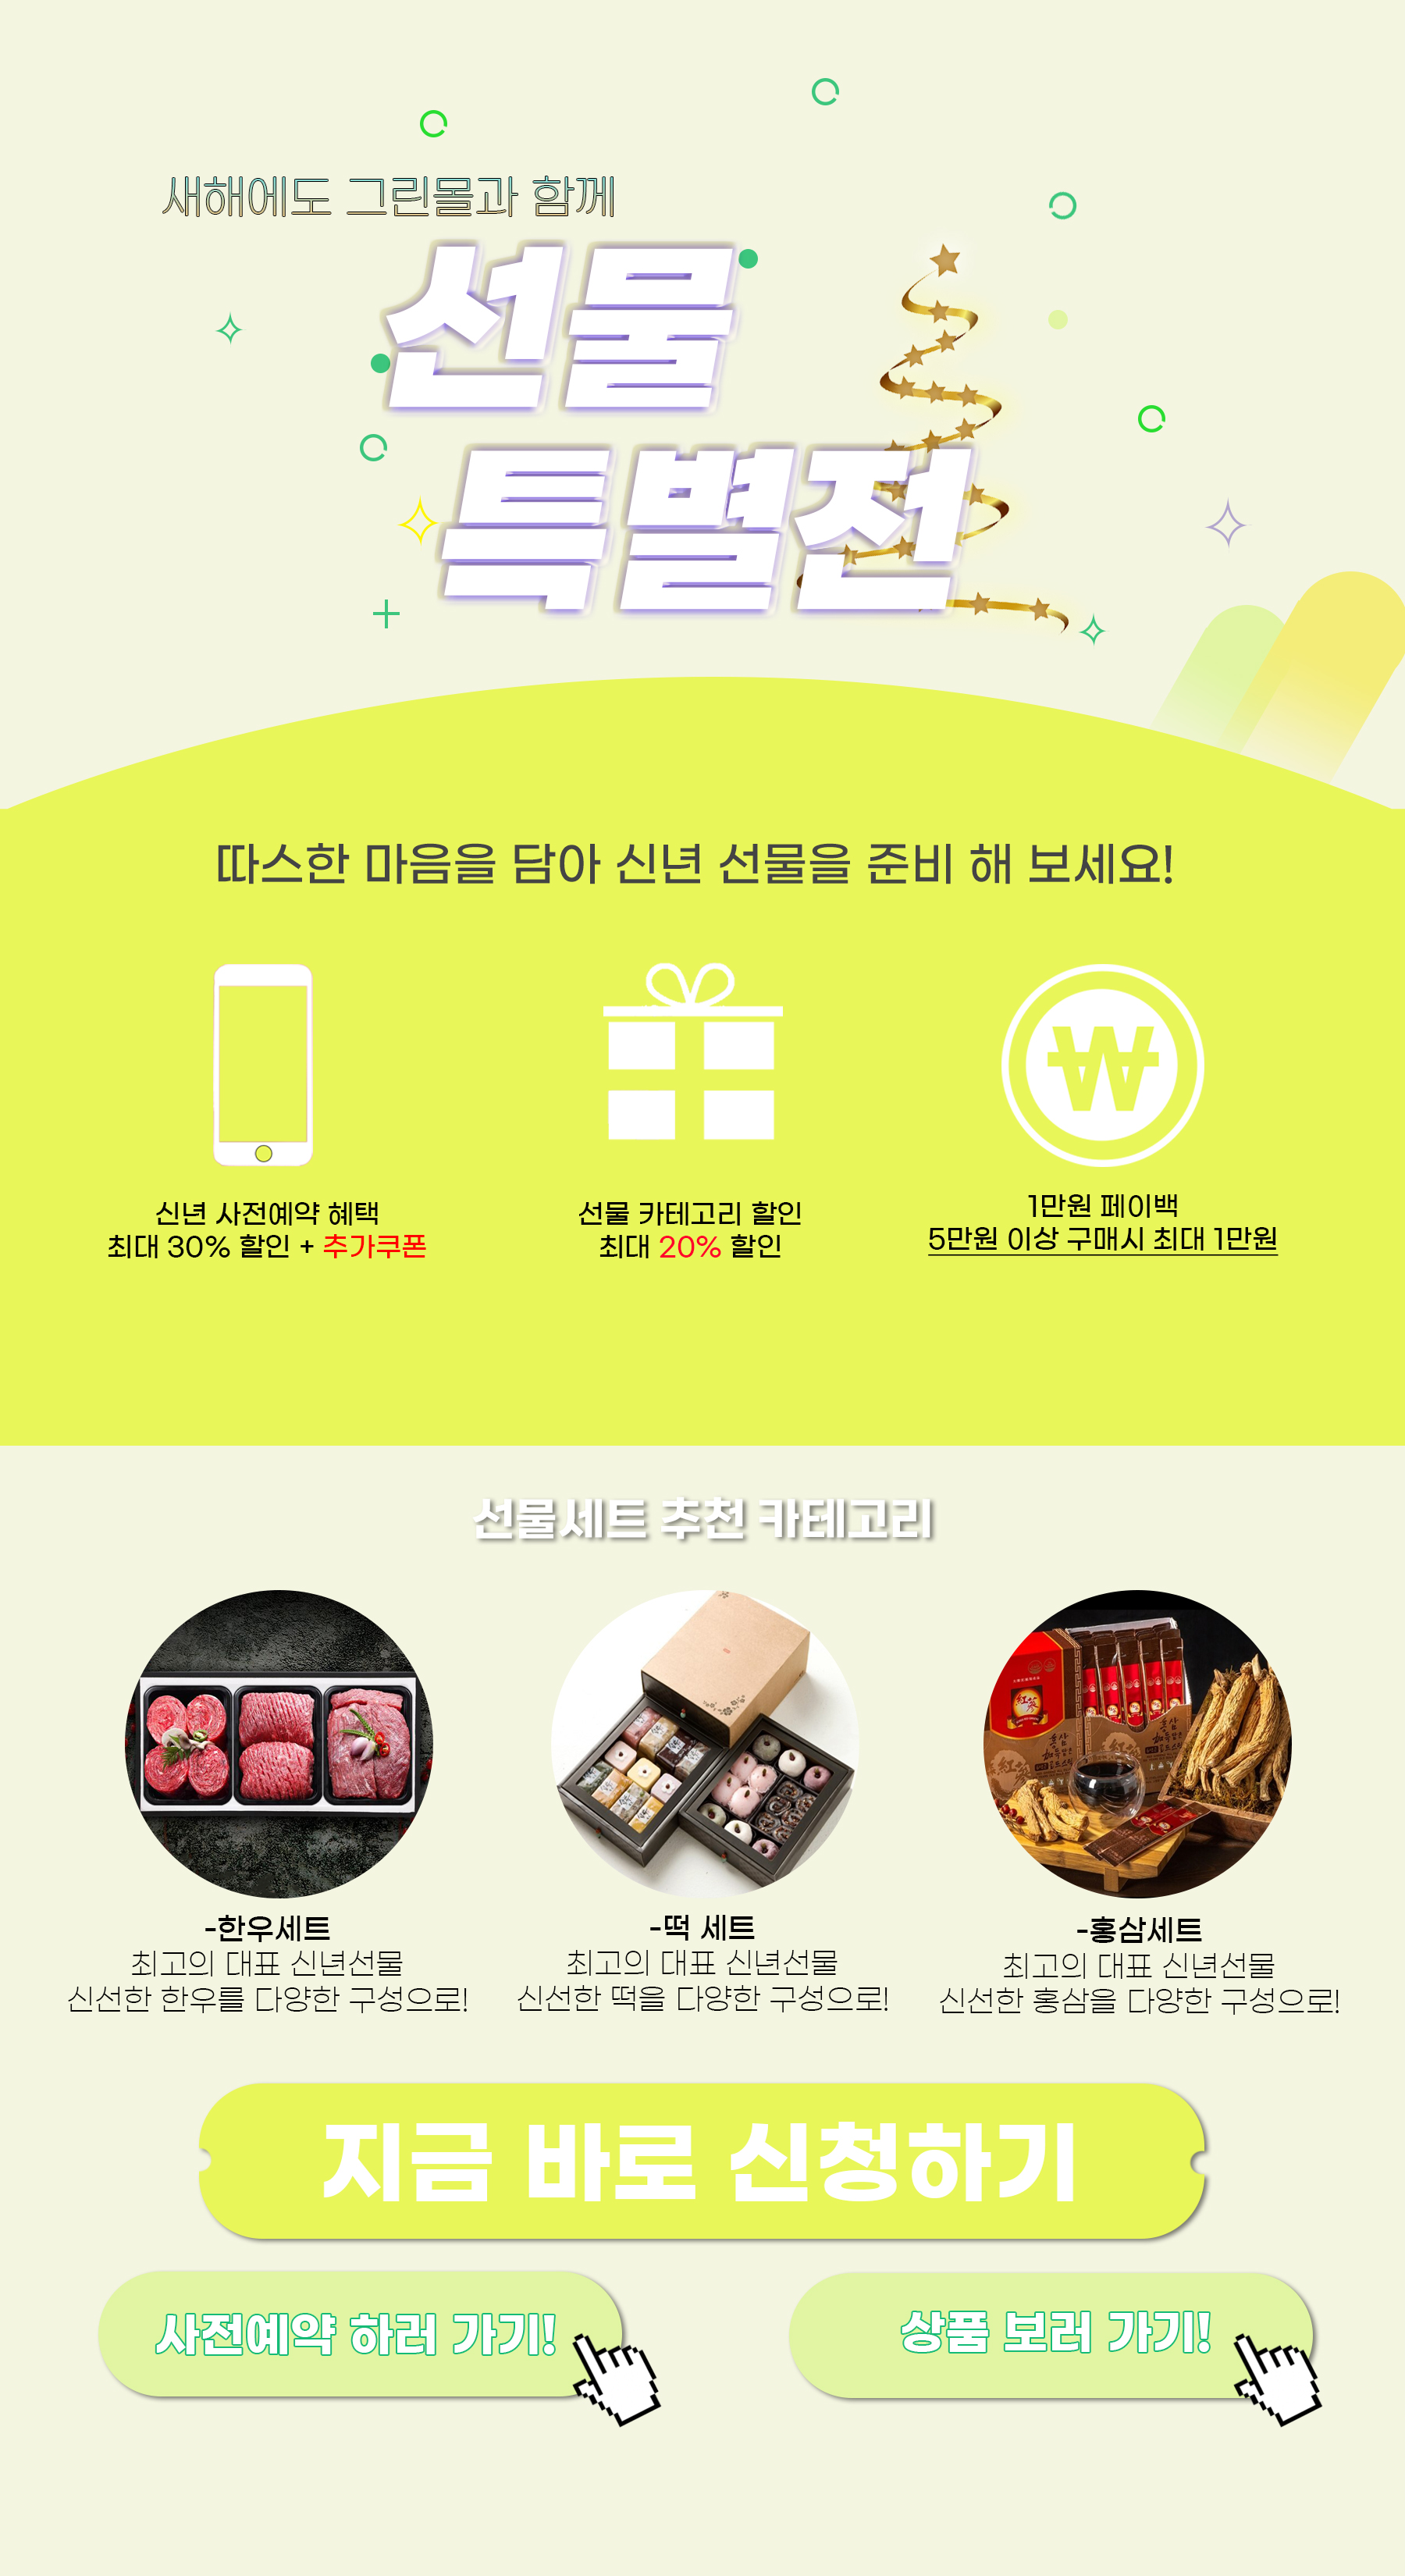 새해에도 그린몰과 함께
선물
특별전
따스한 마음을 담아 신년 선물을 준비 해 보세요!
₩
신년 사전예약 혜택
최대 30% 할인 + 추가쿠폰
선물 카테고리 할인
최대 20% 할인
1만원 페이백
5만원 이상 구매시 최대 1만원
선물세트 추천 카테고리
-한우세트
최고의 대표 신년선물
신선한 한우를 다양한 구성으로!
-떡 세트
최고의 대표 신년선물
신선한 떡을 다양한 구성으로!
-홍삼세트
최고의 대표 신년선물
신선한 홍삼을 다양한 구성으로!
지금 바로 신청하기
사전예약 하러 가기!
상품 보러 가기!